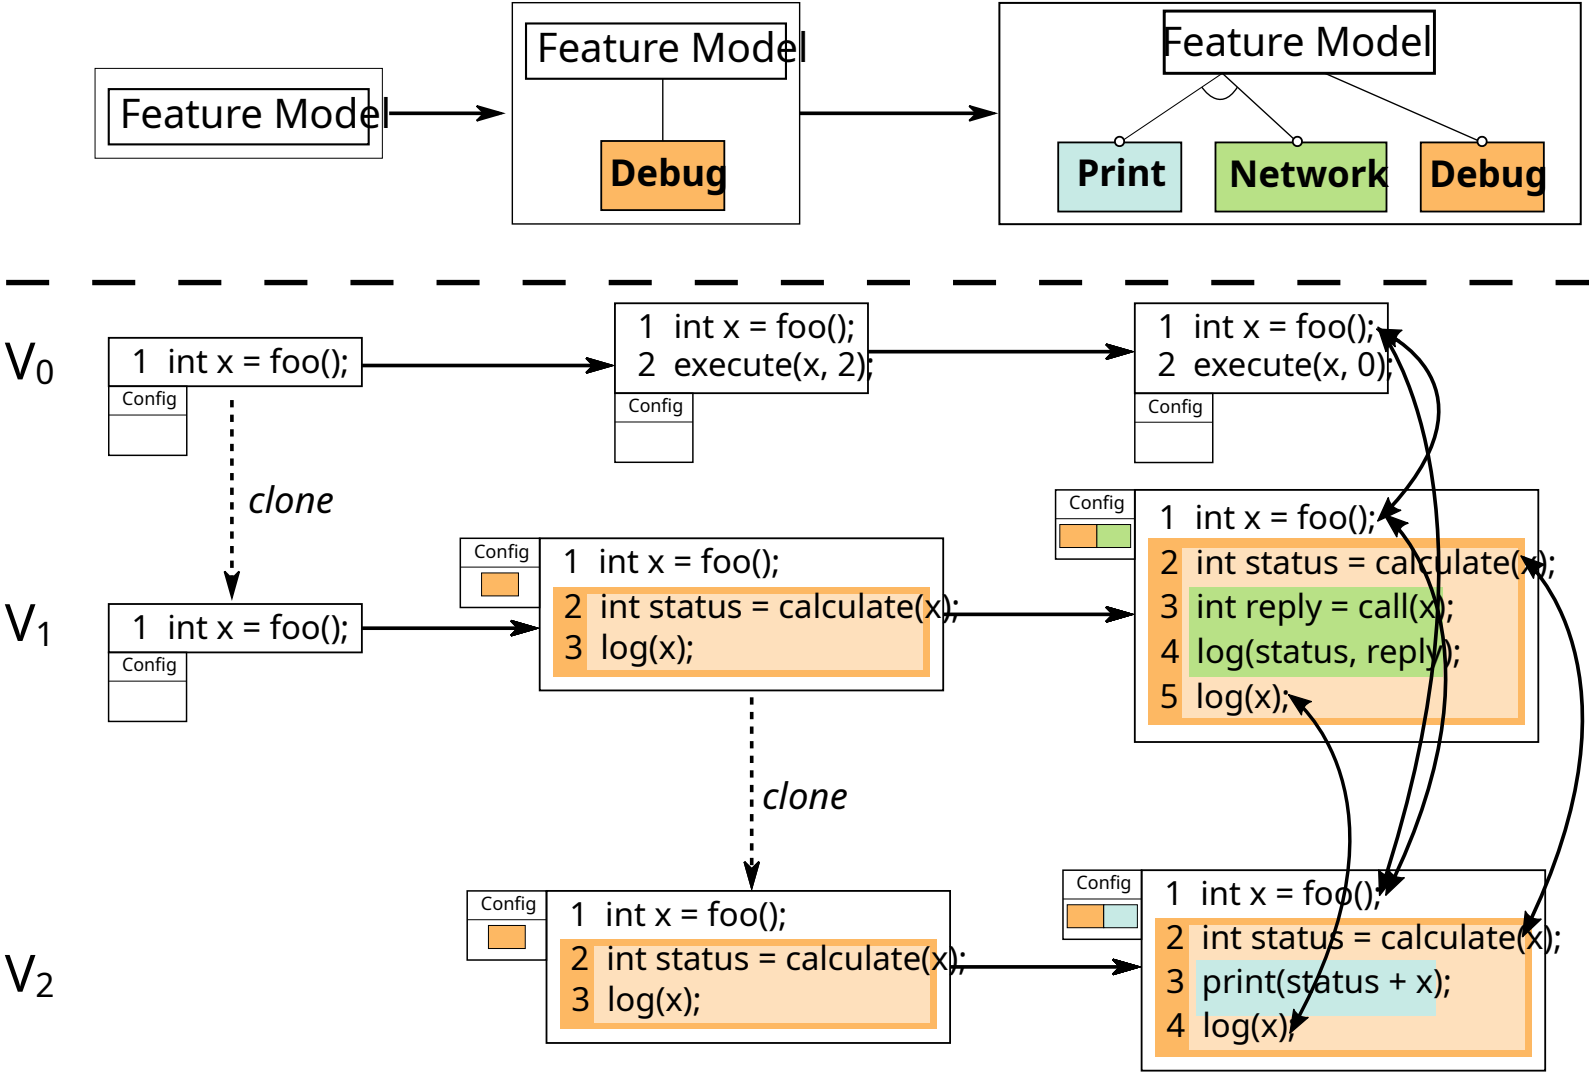 Feature Model
Feature Model
Debug
Feature Model
Print
Network
Debug
V0
1 int x = foo();
Config
1 int x = foo();
2 execute(x, 2);
Config
1 int x = foo();
2 execute(x, 0);
Config
clone
V1
1 int x = foo();
Config
Config
1 int x = foo();
2 int status = calculate(x);
3 log(x);
Config
1 int x = foo();
2 int status = calculate(x);
3 int reply = call(x);
4 log(status, reply);
5 log(x);
clone
V2
Config
1 int x = foo();
2 int status = calculate(x);
3 log(x);
Config
1 int x = foo();
2 int status = calculate(x);
3 print(status + x);
4 log(x);